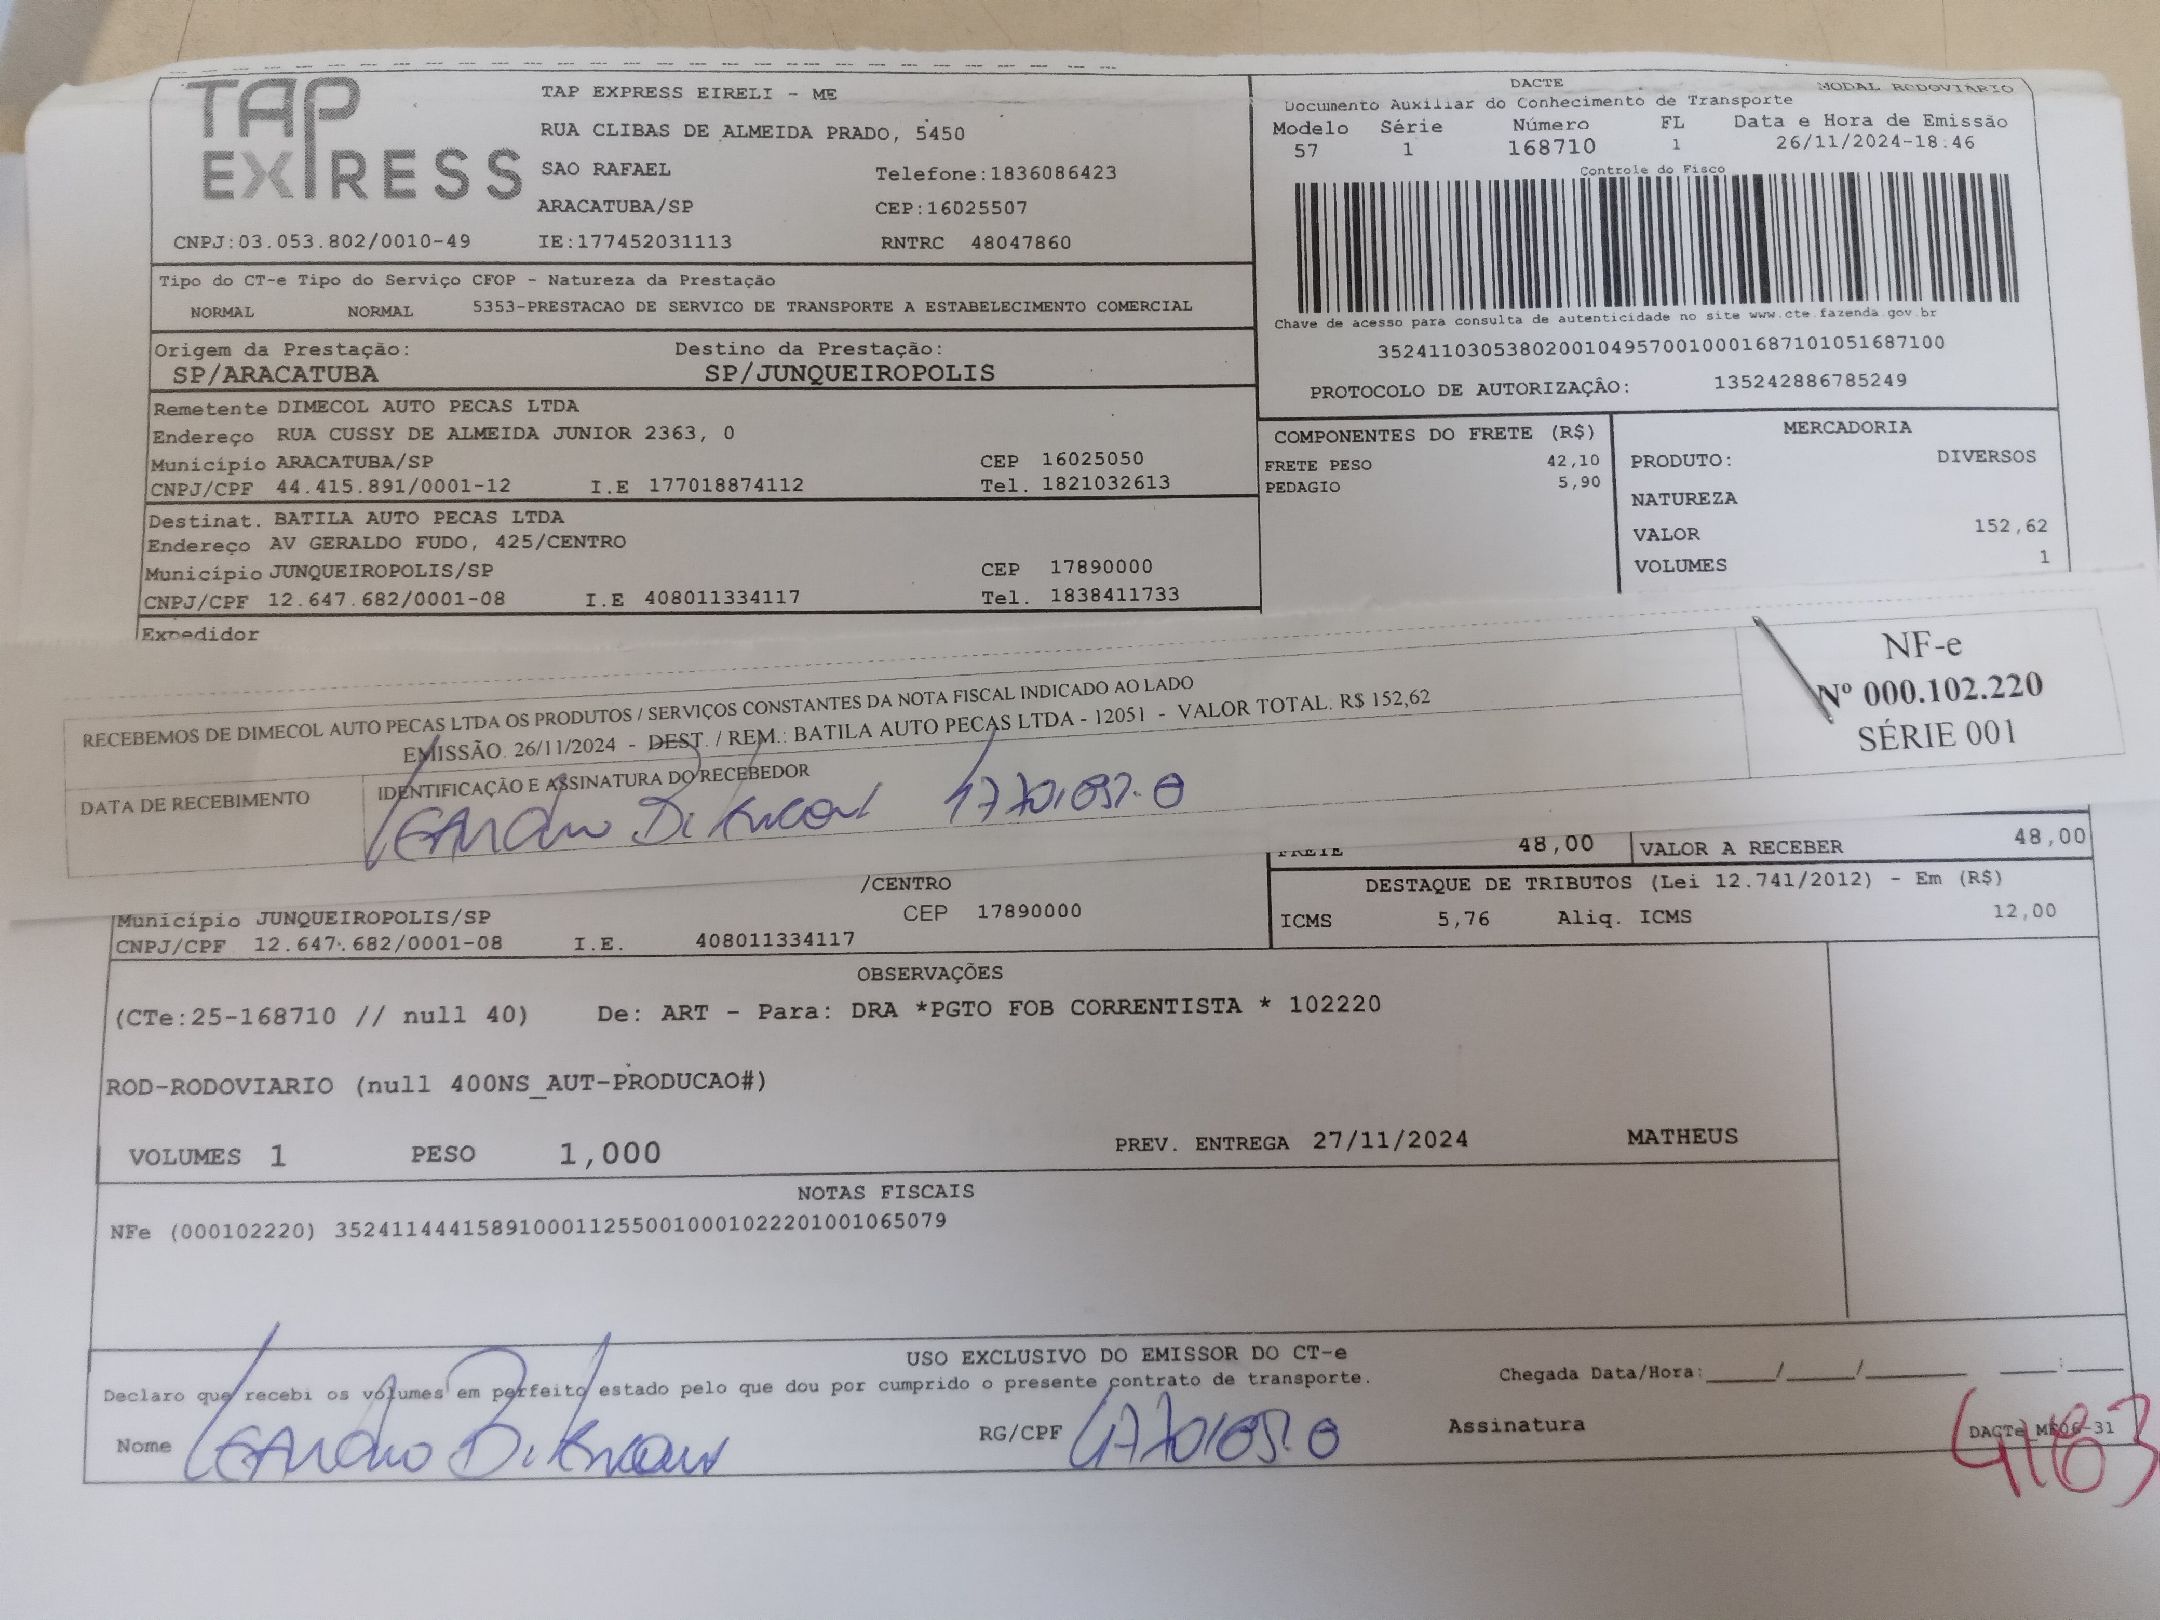 TAP EXPRESS
TAP EXPRESS EIRELI - ME
RUA CLIBAS DE ALMEIDA PRADO, 5450
SAO RAFAEL Telefone:1836086423
ARACATUBA/SP CEP:16025507
CNPJ:03.053.802/0010-49 IE:177452031113 RNTRC 48047860
DACTE MODAL RODOVIARIO
Documento Auxiliar do Conhecimento de Transporte
Modelo Série Número FL Data e Hora de Emissão
57 1 168710 1 26/11/2024-18:46
Controle do Fisco
Chave de acesso para consulta de autenticidade no site www.cte.fazenda.gov.br
35241103053802001049570010001687101051687100
PROTOCOLO DE AUTORIZAÇÃO: 135242886785249
Tipo do CT-e Tipo do Serviço CFOP - Natureza da Prestação
NORMAL NORMAL 5353-PRESTACAO DE SERVICO DE TRANSPORTE A ESTABELECIMENTO COMERCIAL
Origem da Prestação: Destino da Prestação:
SP/ARACATUBA SP/JUNQUEIROPOLIS
Remetente DIMECOL AUTO PECAS LTDA
Endereço RUA CUSSY DE ALMEIDA JUNIOR 2363, 0
Município ARACATUBA/SP CEP 16025050
CNPJ/CPF 44.415.891/0001-12 I.E 177018874112 Tel. 1821032613
Destinat. BATILA AUTO PECAS LTDA
Endereço AV GERALDO FUDO, 425/CENTRO
Município JUNQUEIROPOLIS/SP CEP 17890000
CNPJ/CPF 12.647.682/0001-08 I.E 408011334117 Tel. 1838411733
Expedidor
COMPONENTES DO FRETE (R$)
FRETE PESO 42,10
PEDAGIO 5,90
MERCADORIA
PRODUTO: DIVERSOS
NATUREZA
VALOR 152,62
VOLUMES 1
RECEBEMOS DE DIMECOL AUTO PECAS LTDA OS PRODUTOS / SERVIÇOS CONSTANTES DA NOTA FISCAL INDICADO AO LADO
EMISSÃO. 26/11/2024 - DEST. / REM.: BATILA AUTO PECAS LTDA - 12051 - VALOR TOTAL: R$ 152,62
DATA DE RECEBIMENTO IDENTIFICAÇÃO E ASSINATURA DO RECEBEDOR
NF-e
Nº 000.102.220
SÉRIE 001
FRETE 48,00 VALOR A RECEBER 48,00
DESTAQUE DE TRIBUTOS (Lei 12.741/2012) - Em (R$)
ICMS 5,76 Aliq. ICMS 12,00
/CENTRO
Município JUNQUEIROPOLIS/SP CEP 17890000
CNPJ/CPF 12.647.682/0001-08 I.E. 408011334117
OBSERVAÇÕES
(CTe:25-168710 // null 40) De: ART - Para: DRA *PGTO FOB CORRENTISTA * 102220
ROD-RODOVIARIO (null 400NS_AUT-PRODUCAO#)
VOLUMES 1 PESO 1,000 PREV. ENTREGA 27/11/2024 MATHEUS
NOTAS FISCAIS
NFe (000102220) 35241144415891000112550010001022201001065079
USO EXCLUSIVO DO EMISSOR DO CT-e
Declaro que recebi os volumes em perfeito estado pelo que dou por cumprido o presente contrato de transporte.
Chegada Data/Hora:____/____/______ ___:___
Nome RG/CPF Assinatura